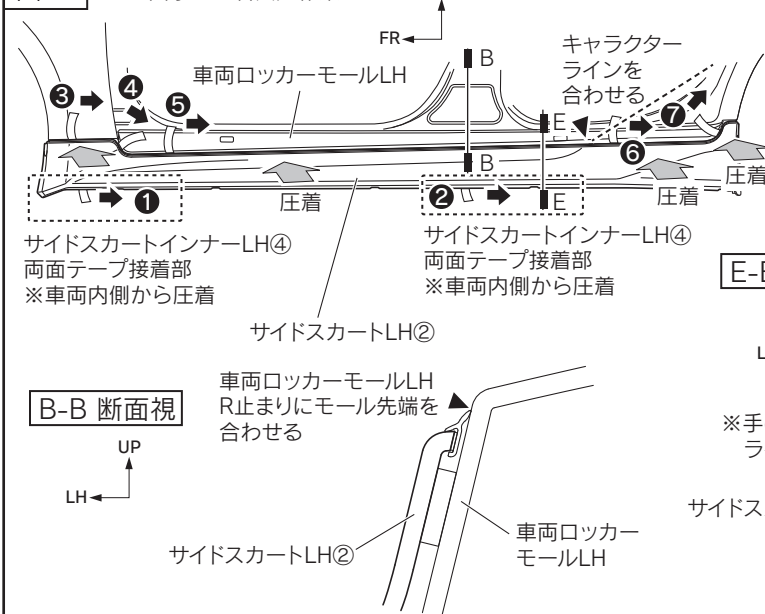 FR
B
キャラクター
ラインを
合わせる
車両ロッカーモールLH
❸
❹
❺
E
❼
❻
B
圧着
圧着
圧着
❶
❷
E
サイドスカートインナーLH④
両面テープ接着部
※車両内側から圧着
サイドスカートインナーLH④
両面テープ接着部
※車両内側から圧着
サイドスカートLH②
B-B 断面視
UP
LH
車両ロッカーモールLH
R止まりにモール先端を
合わせる
サイドスカートLH②
車両ロッカー
モールLH
E-E
L
※手
ラ
サイドス